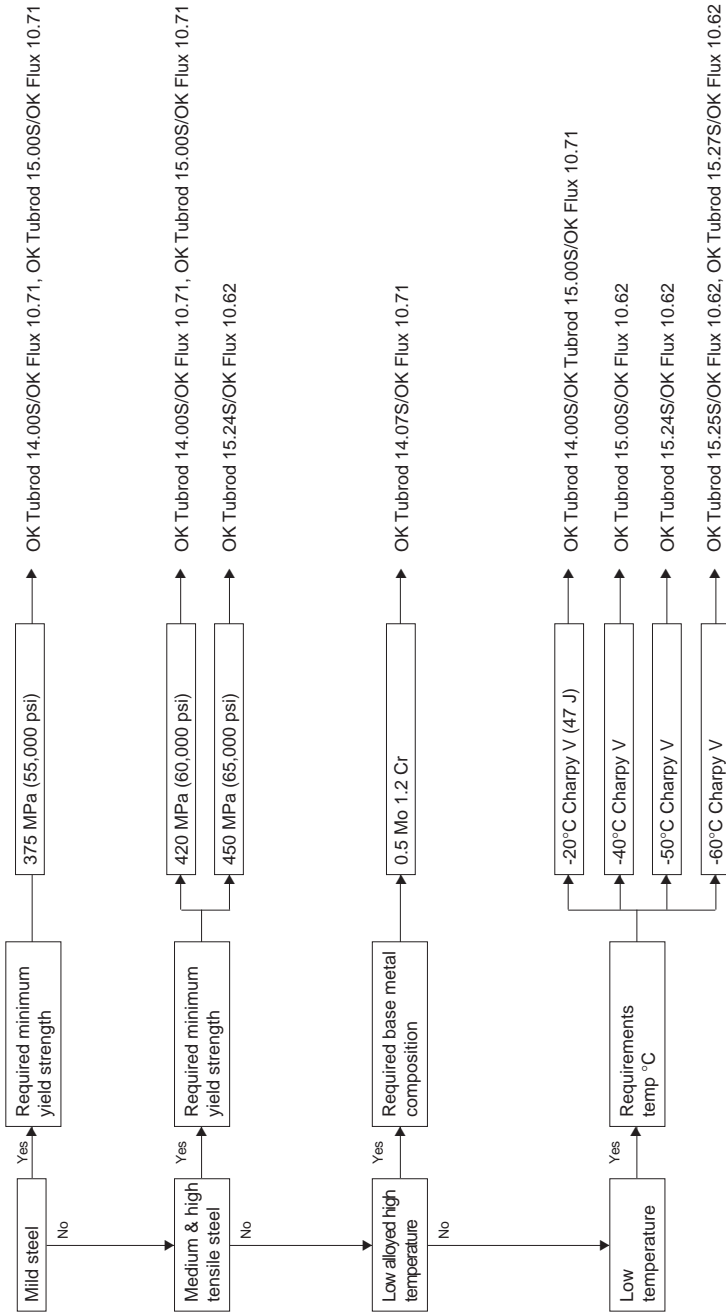 Mild steel
Yes
Required minimum
yield strength
375 MPa (55,000 psi)
OK Tubrod 14.00S/OK Flux 10.71, OK Tubrod 15.00S/OK Flux 10.71
No
Medium & high
tensile steel
Yes
Required minimum
yield strength
420 MPa (60,000 psi)
OK Tubrod 14.00S/OK Flux 10.71, OK Tubrod 15.00S/OK Flux 10.71
450 MPa (65,000 psi)
OK Tubrod 15.24S/OK Flux 10.62
No
Low alloyed high
temperature
Yes
Required base metal
composition
0.5 Mo 1.2 Cr
OK Tubrod 14.07S/OK Flux 10.71
No
Low
temperature
Yes
Requirements
temp °C
-20°C Charpy V (47 J)
OK Tubrod 14.00S/OK Tubrod 15.00S/OK Flux 10.71
-40°C Charpy V
OK Tubrod 15.00S/OK Flux 10.62
-50°C Charpy V
OK Tubrod 15.24S/OK Flux 10.62
-60°C Charpy V
OK Tubrod 15.25S/OK Flux 10.62, OK Tubrod 15.27S/OK Flux 10.62